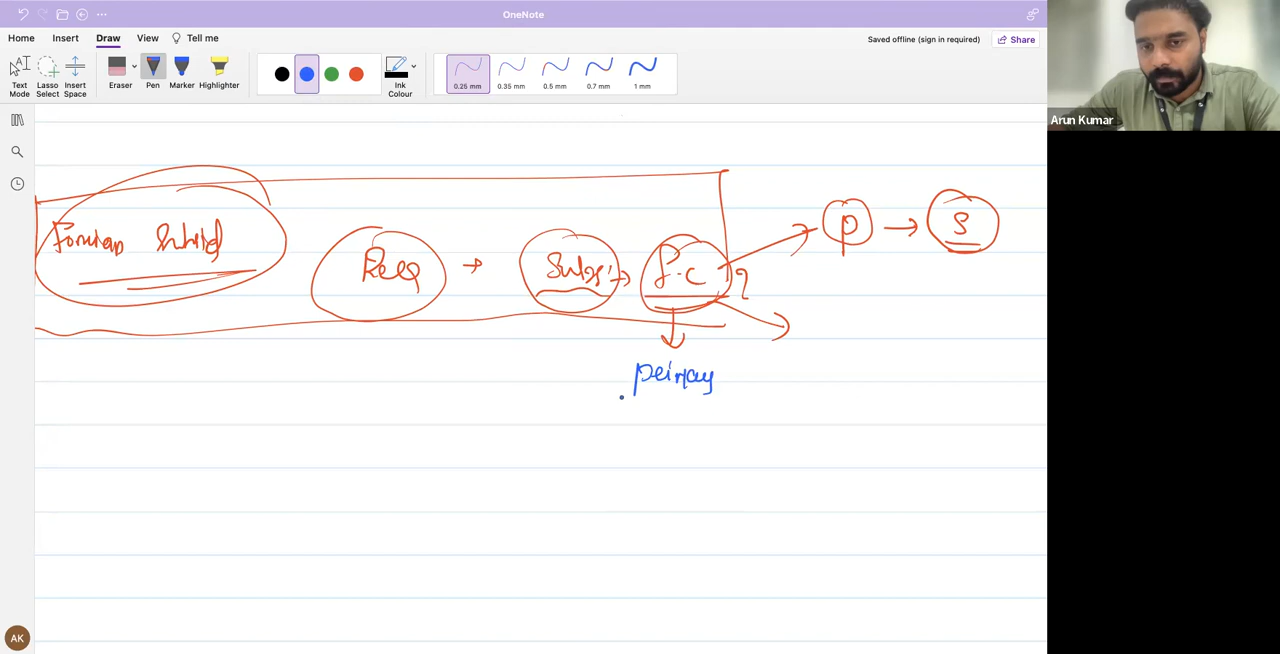 OneNote
Home Insert Draw View Tell me
Saved offline (sign in required) Share
Text Mode
Lasso Select
Insert Space
Eraser
Pen
Marker
Highlighter
Ink Colour
0.25 mm
0.35 mm
0.5 mm
0.7 mm
1 mm
Arun Kumar
P → S
Foreign
→ → P.C
AK